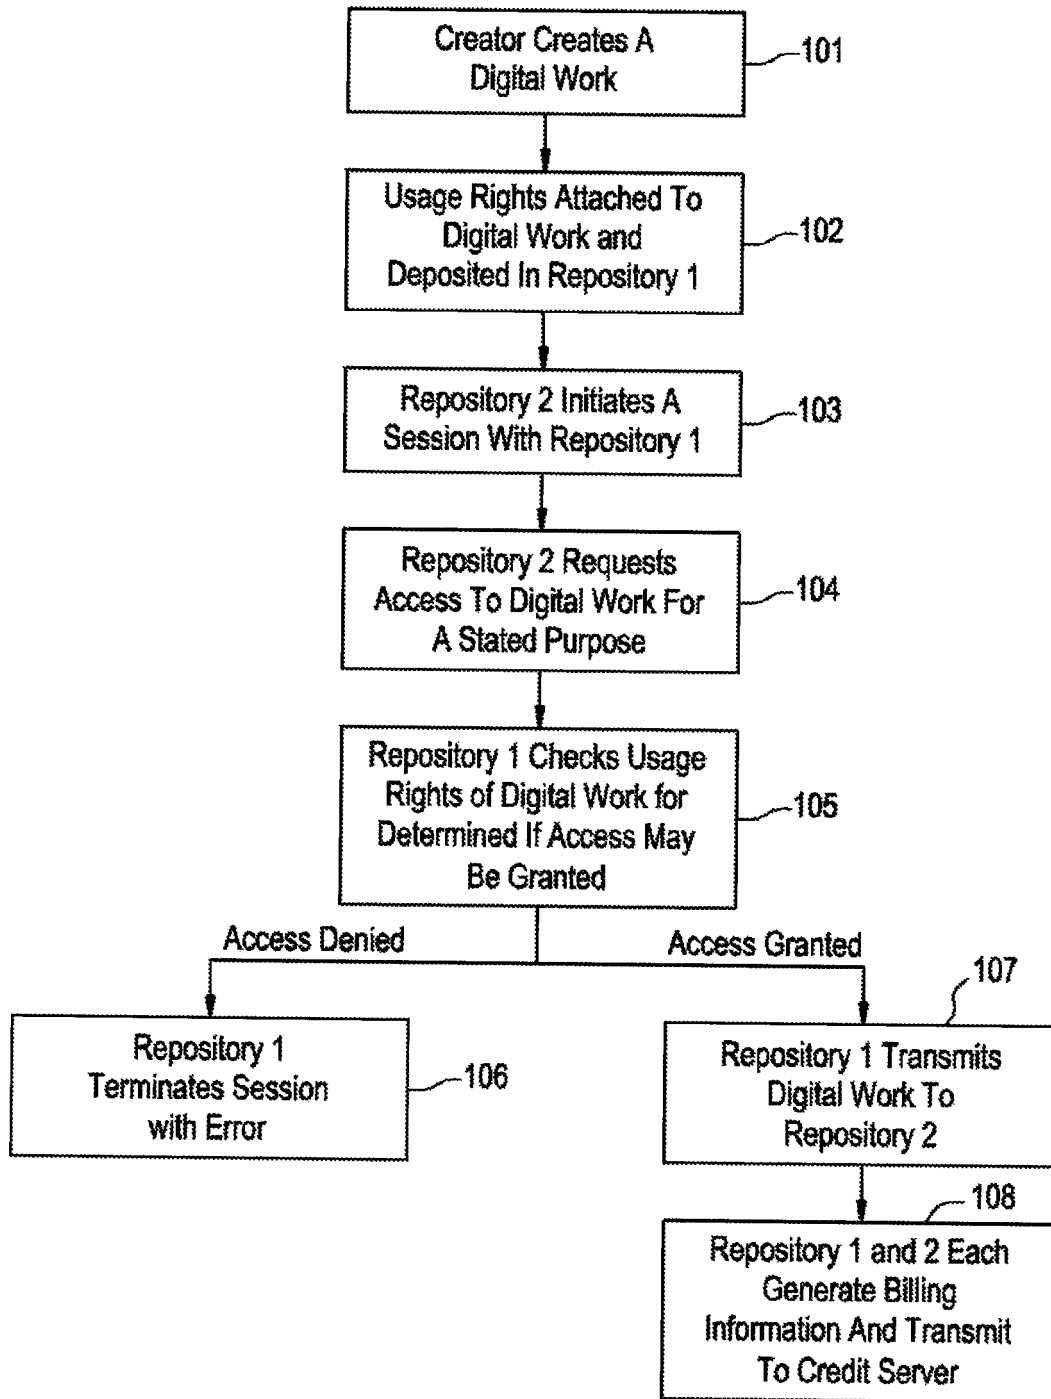 Creator Creates A
Digital Work
101
Usage Rights Attached To
Digital Work and
Deposited In Repository 1
102
Repository 2 Initiates A
Session With Repository 1
103
Repository 2 Requests
Access To Digital Work For
A Stated Purpose
104
Repository 1 Checks Usage
Rights of Digital Work for
Determined If Access May
Be Granted
105
Access Denied
Access Granted
Repository 1
Terminates Session
with Error
106
107
Repository 1 Transmits
Digital Work To
Repository 2
108
Repository 1 and 2 Each
Generate Billing
Information And Transmit
To Credit Server